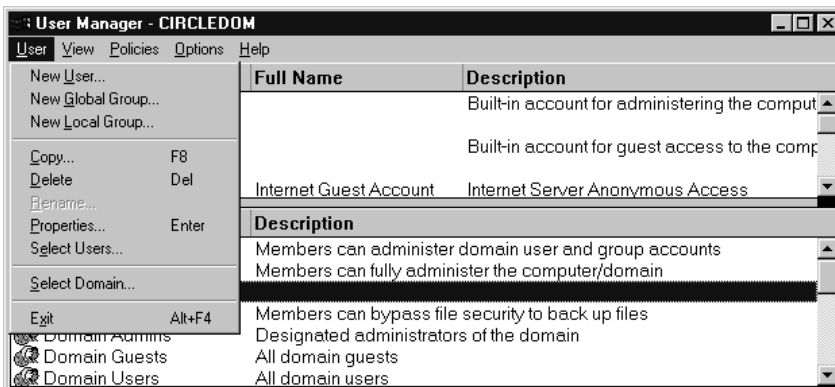 User Manager - CIRCLEDOM
User View Policies Options Help
New User...
New Global Group...
New Local Group...
Copy... F8
Delete Del
Rename...
Properties... Enter
Select Users...
Select Domain...
Exit Alt+F4
Full Name Description
Built-in account for administering the comput
Built-in account for guest access to the comp
Internet Guest Account Internet Server Anonymous Access
Description
Members can administer domain user and group accounts
Members can fully administer the computer/domain
Members can bypass file security to back up files
Domain Admins Designated administrators of the domain
Domain Guests All domain guests
Domain Users All domain users